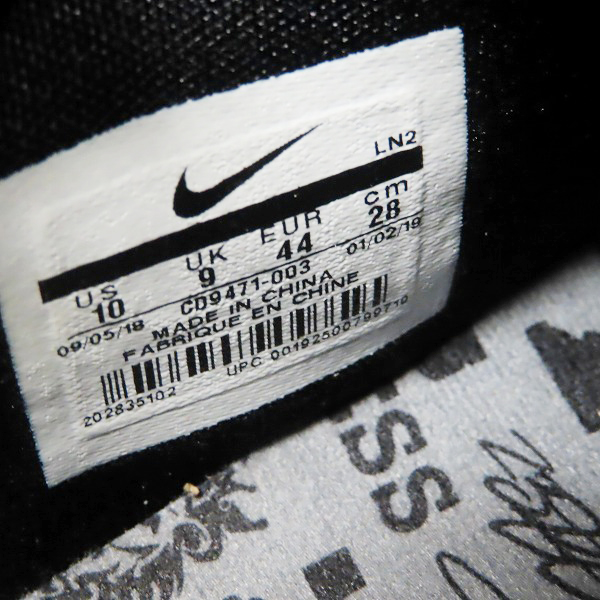 LN2
US UK EUR cm
10 9 44 28
09/05/18 CD9471-003 01/02/19
MADE IN CHINA
FABRIQUE EN CHINE
202835102 UPC 00192500799719
SS